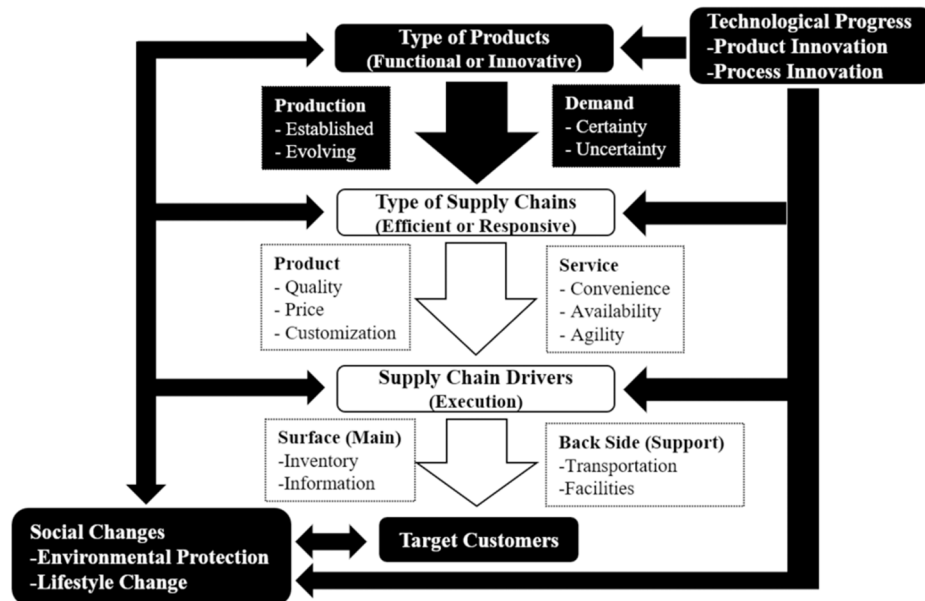 Type of Products
(Functional or Innovative)
Technological Progress
-Product Innovation
-Process Innovation
Production
- Established
- Evolving
Demand
- Certainty
- Uncertainty
Type of Supply Chains
(Efficient or Responsive)
Product
- Quality
- Price
- Customization
Service
- Convenience
- Availability
- Agility
Supply Chain Drivers
(Execution)
Surface (Main)
-Inventory
-Information
Back Side (Support)
-Transportation
-Facilities
Social Changes
-Environmental Protection
-Lifestyle Change
Target Customers